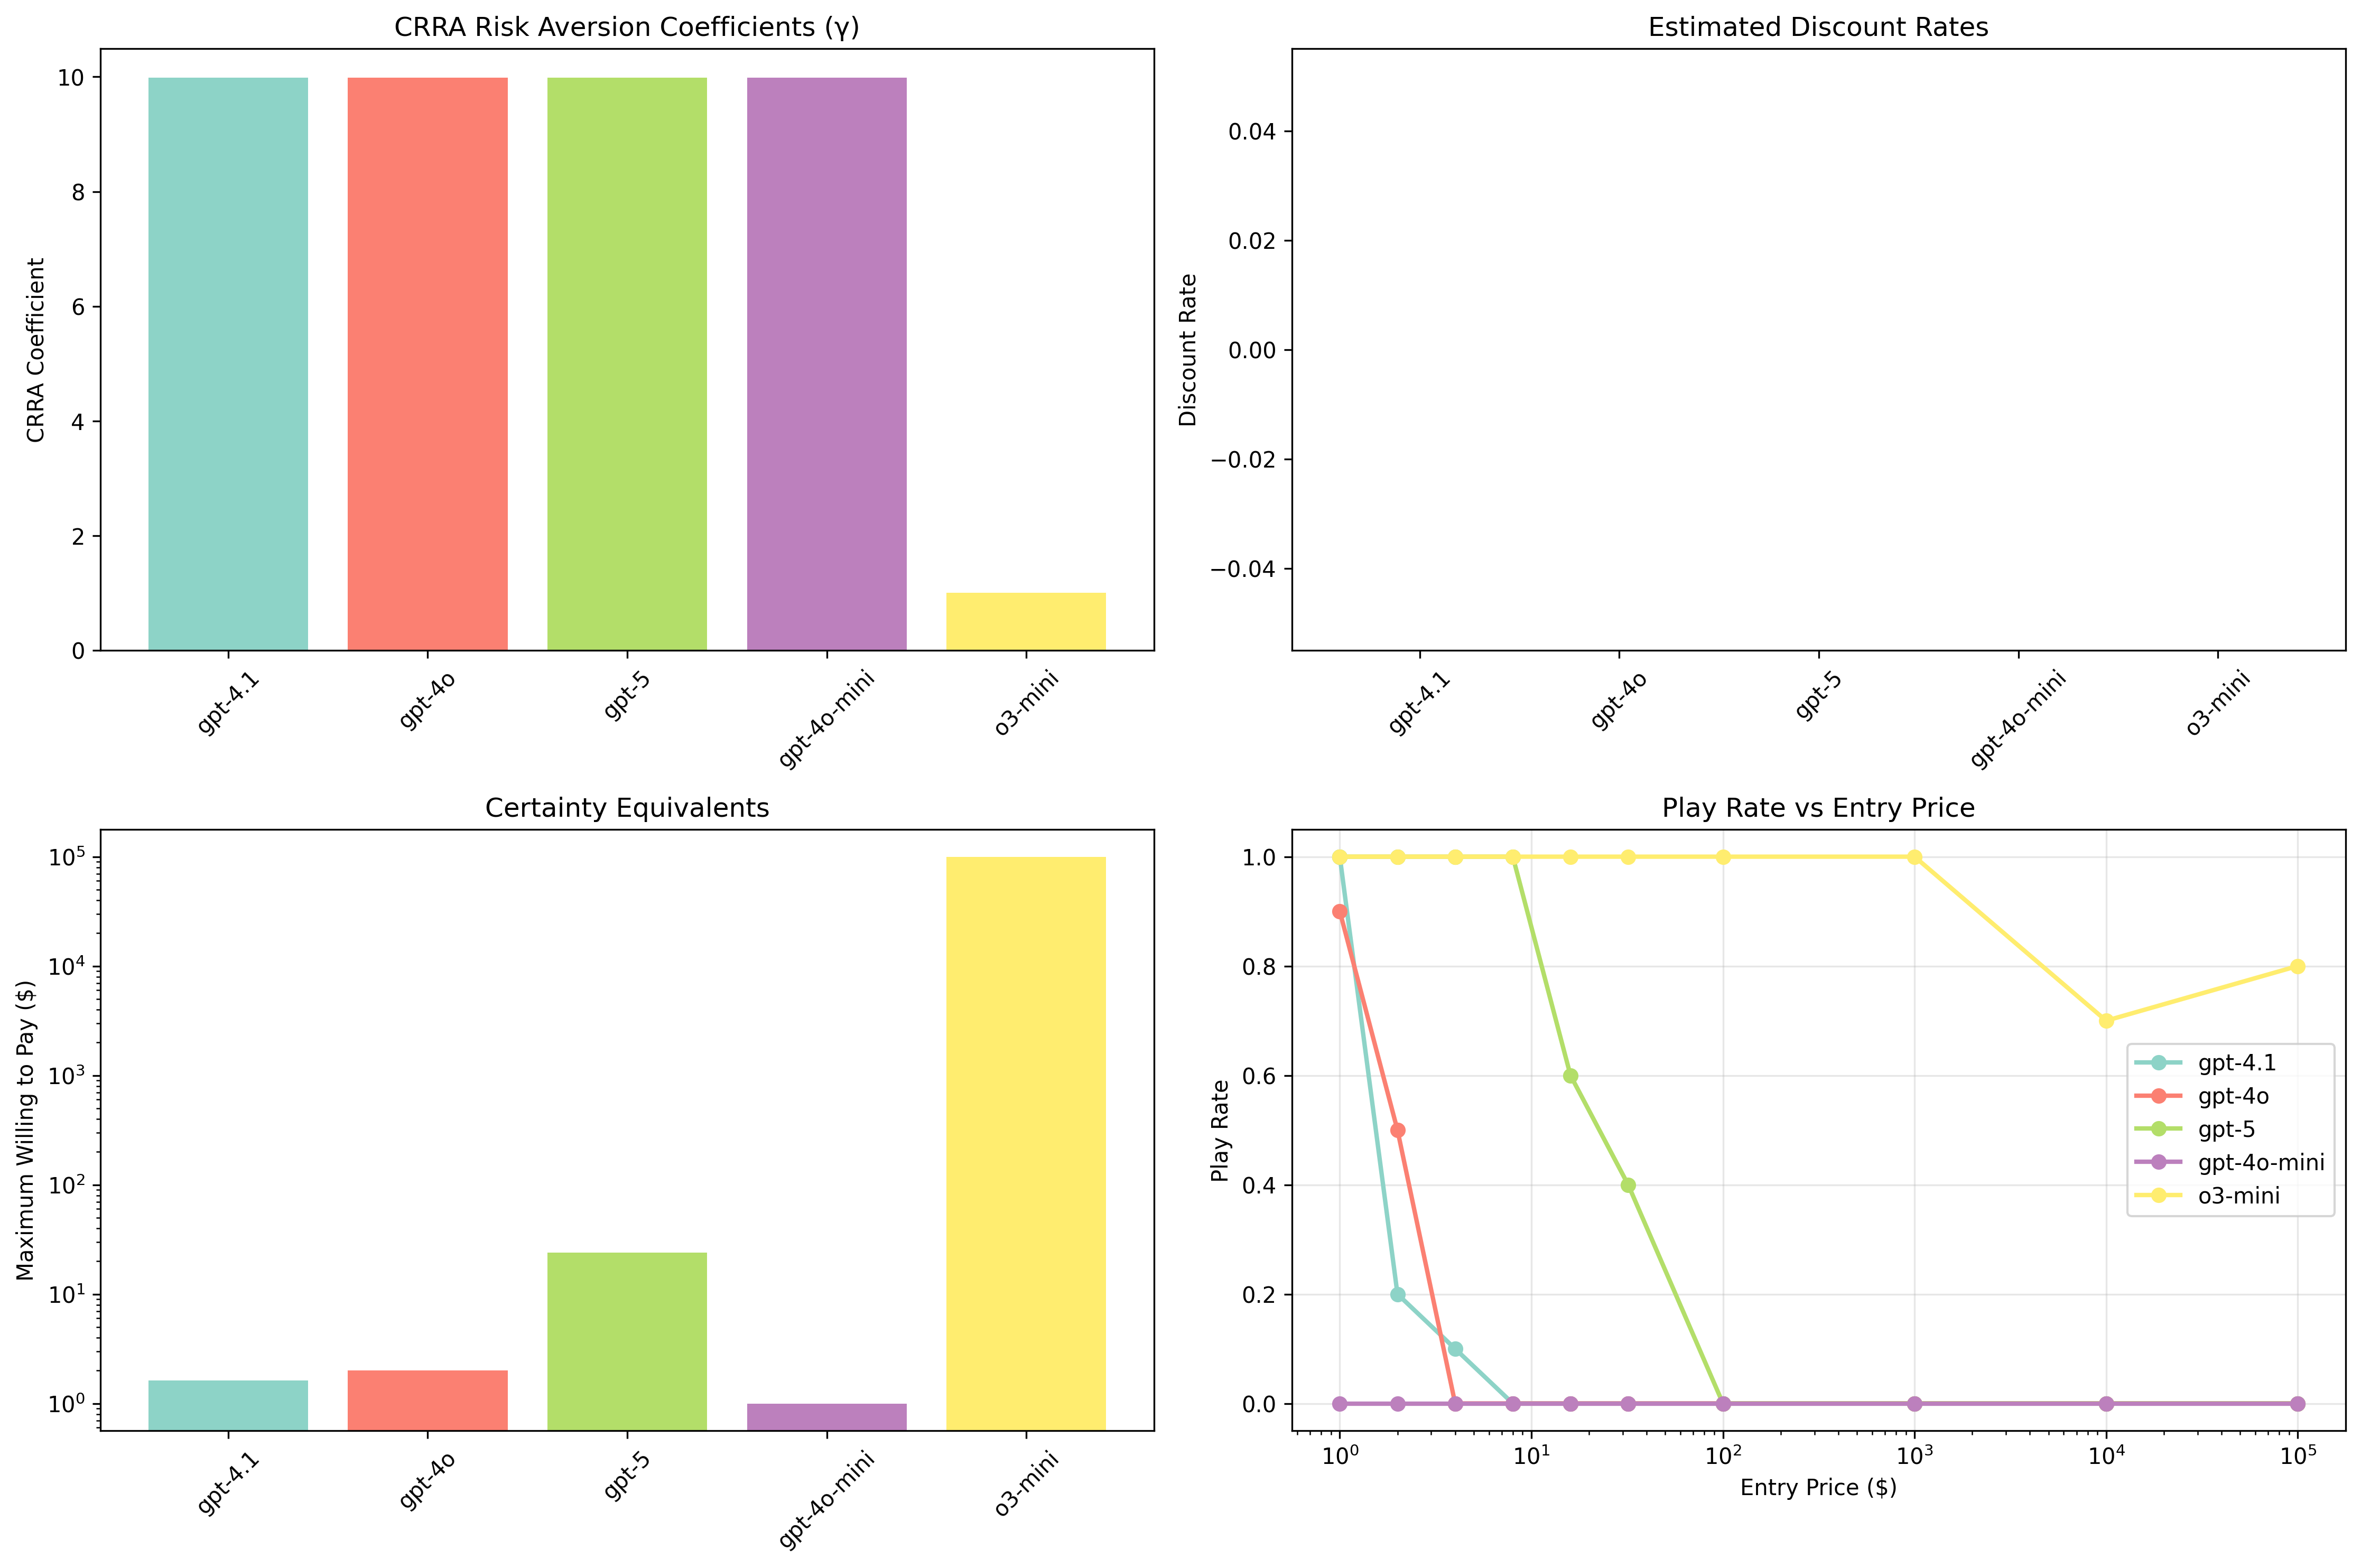 CRRA Risk Aversion Coefficients (γ)
CRRA Coefficient
10
8
6
4
2
0
gpt-4.1
gpt-4o
gpt-5
gpt-4o-mini
o3-mini
Estimated Discount Rates
Discount Rate
0.04
0.02
0.00
−0.02
−0.04
gpt-4.1
gpt-4o
gpt-5
gpt-4o-mini
o3-mini
Certainty Equivalents
Maximum Willing to Pay ($)
10⁵
10⁴
10³
10²
10¹
10⁰
gpt-4.1
gpt-4o
gpt-5
gpt-4o-mini
o3-mini
Play Rate vs Entry Price
Play Rate
1.0
0.8
0.6
0.4
0.2
0.0
gpt-4.1
gpt-4o
gpt-5
gpt-4o-mini
o3-mini
10⁰ 10¹ 10² 10³ 10⁴ 10⁵
Entry Price ($)